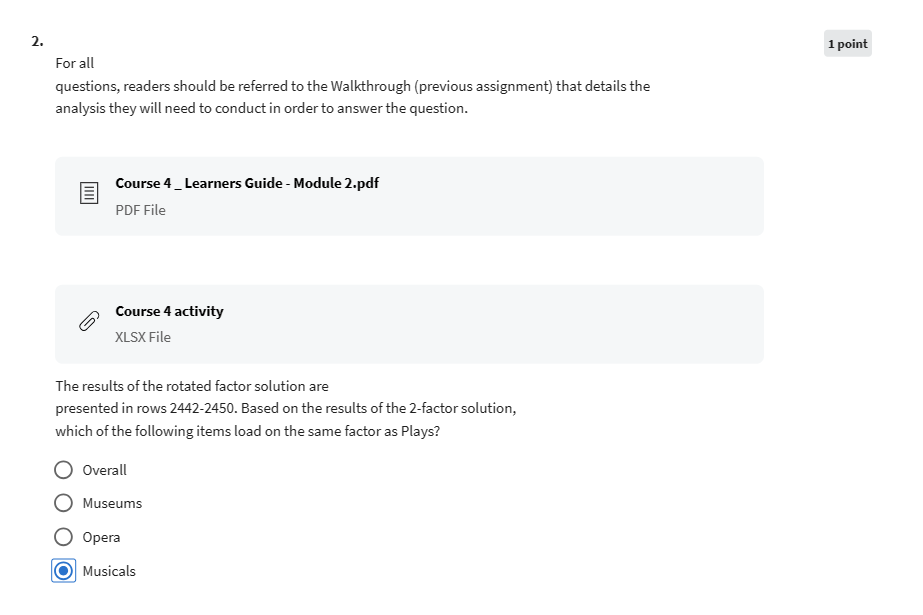 2.
1 point
For all
questions, readers should be referred to the Walkthrough (previous assignment) that details the
analysis they will need to conduct in order to answer the question.
Course 4 _ Learners Guide - Module 2.pdf
PDF File
Course 4 activity
XLSX File
The results of the rotated factor solution are
presented in rows 2442-2450. Based on the results of the 2-factor solution,
which of the following items load on the same factor as Plays?
Overall
Museums
Opera
Musicals